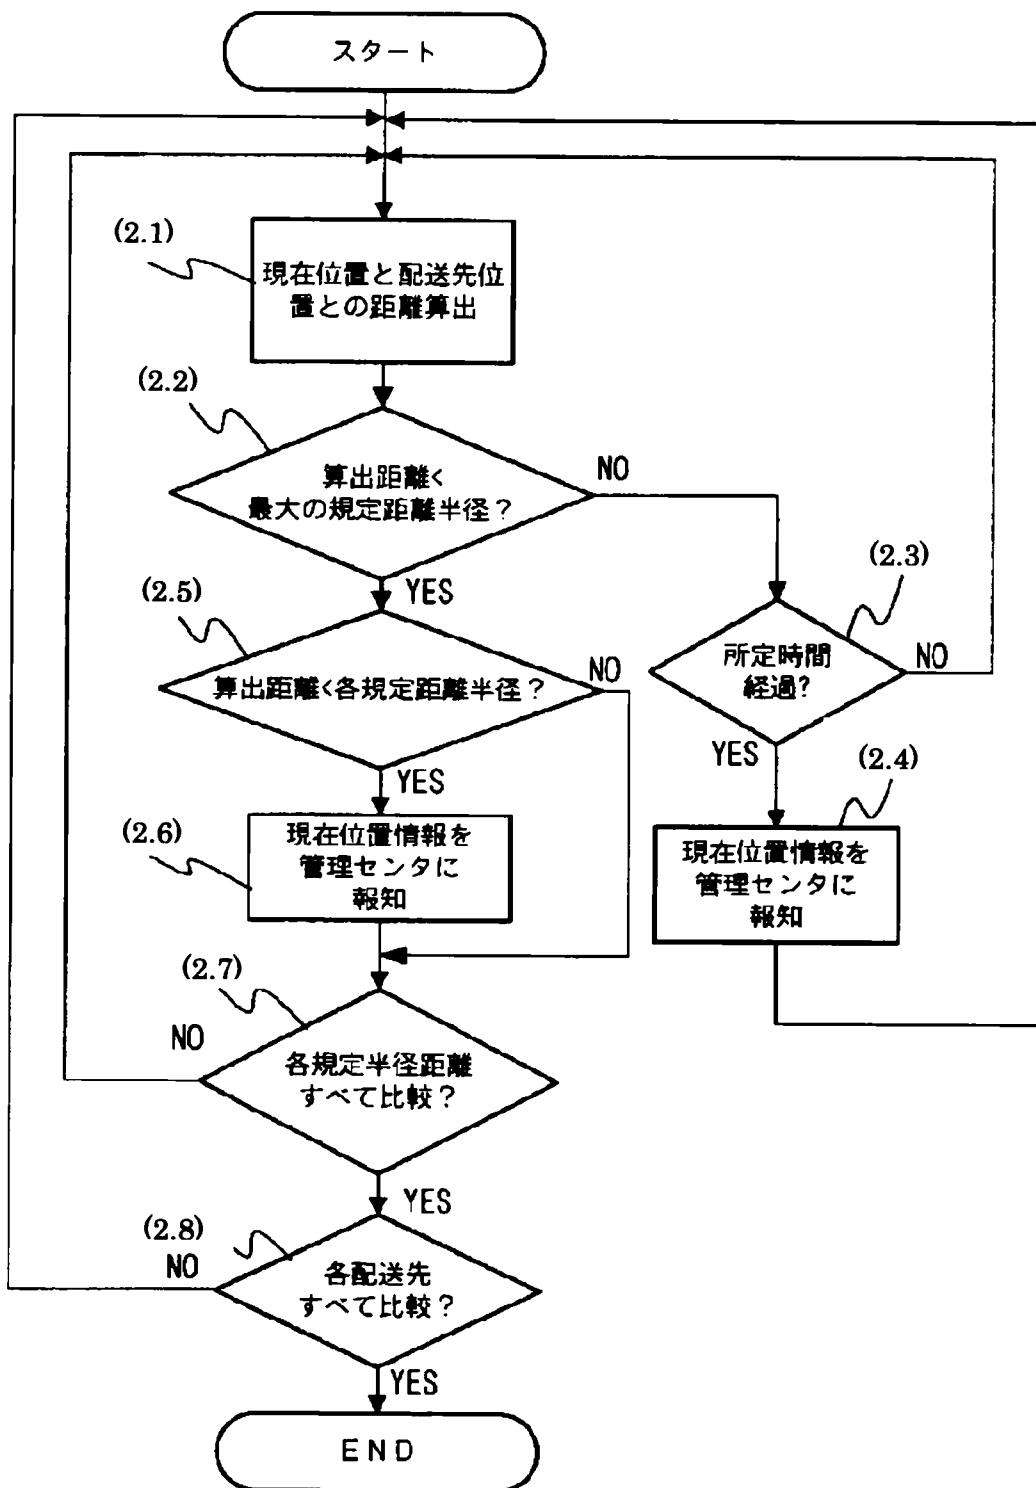 スタート
(2.1)
現在位置と配送先位
置との距離算出
(2.2)
算出距離<
最大の規定距離半径?
NO
YES
(2.3)
所定時間
経過?
NO
YES
(2.4)
現在位置情報を
管理センタに
報知
(2.5)
算出距離<各規定距離半径?
NO
YES
(2.6)
現在位置情報を
管理センタに
報知
(2.7)
各規定半径距離
すべて比較?
NO
YES
(2.8)
各配送先
すべて比較?
NO
YES
END